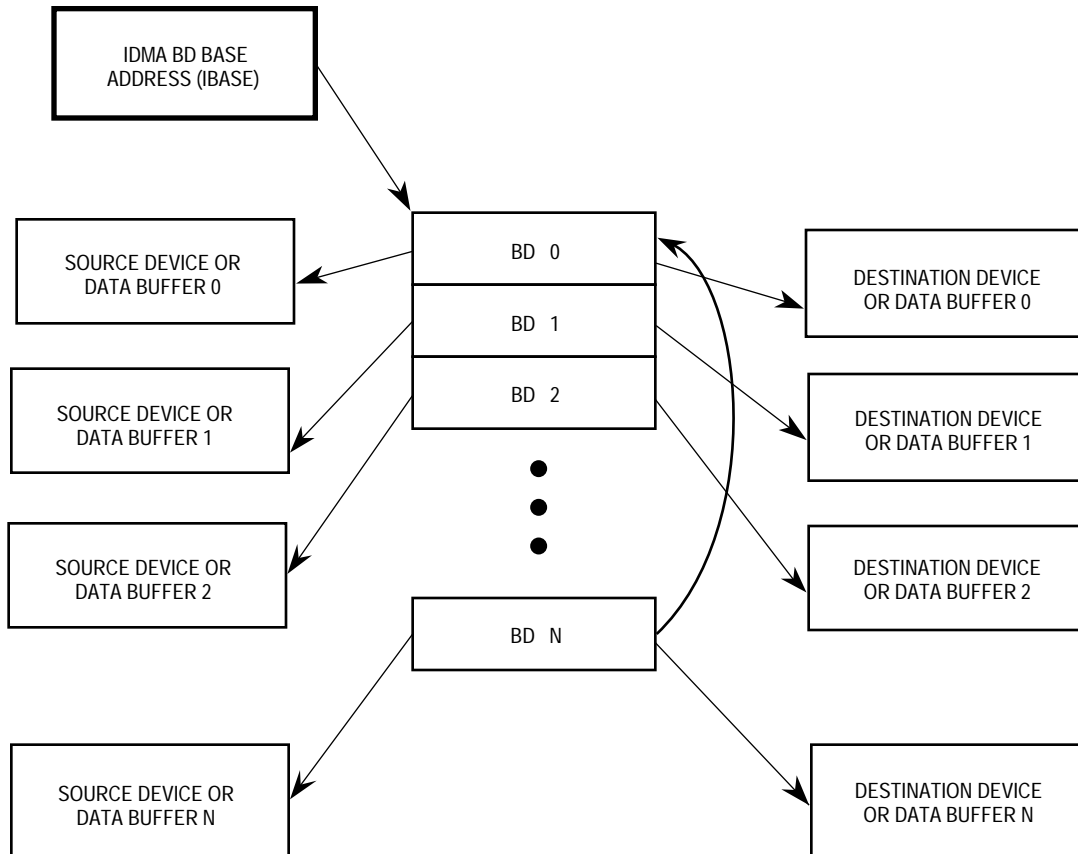 IDMA BD BASE
ADDRESS (IBASE)
SOURCE DEVICE OR
DATA BUFFER 0
BD 0
DESTINATION DEVICE
OR DATA BUFFER 0
SOURCE DEVICE OR
DATA BUFFER 1
BD 1
DESTINATION DEVICE
OR DATA BUFFER 1
SOURCE DEVICE OR
DATA BUFFER 2
BD 2
DESTINATION DEVICE
OR DATA BUFFER 2
SOURCE DEVICE OR
DATA BUFFER N
BD N
DESTINATION DEVICE
OR DATA BUFFER N